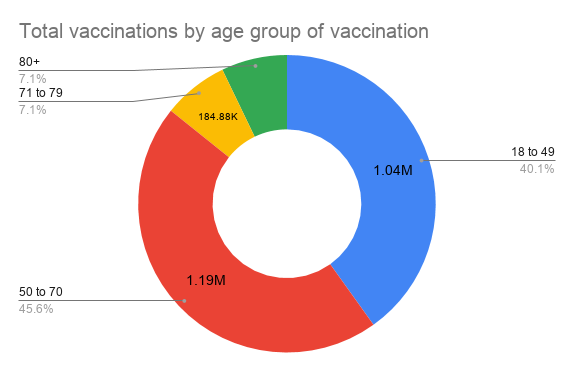 Total vaccinations by age group of vaccination
80+
7.1%
71 to 79
7.1%
184.88K
18 to 49
40.1%
1.04M
1.19M
50 to 70
45.6%